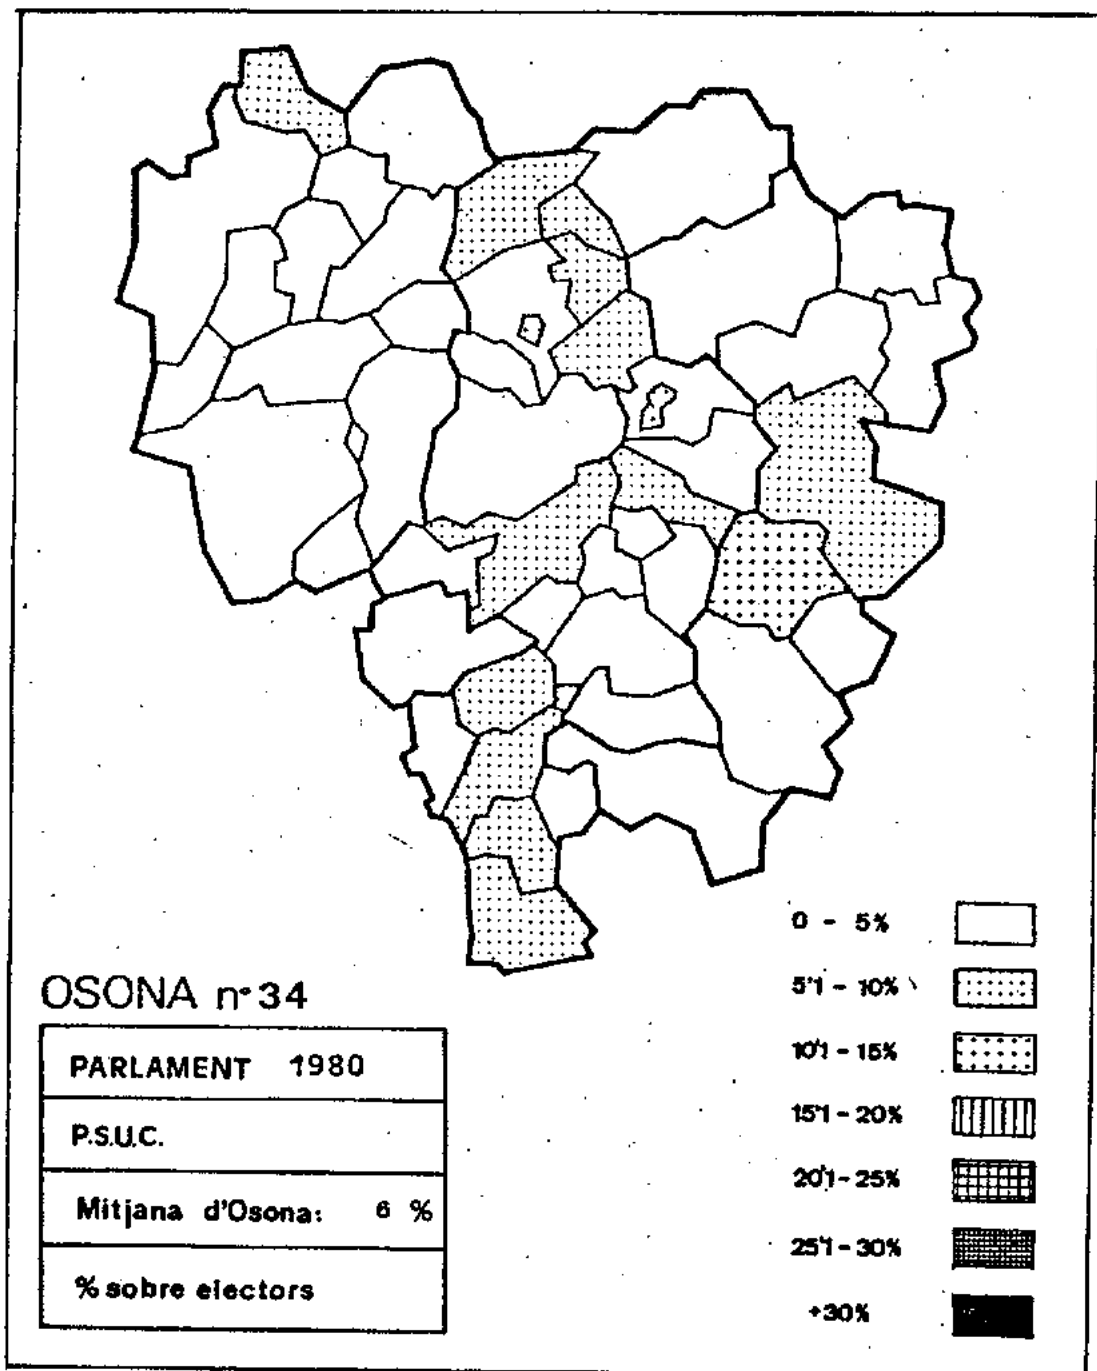 0 - 5%
5'1 - 10%
10'1 - 15%
15'1 - 20%
20'1 - 25%
25'1 - 30%
+30%
OSONA nº 34
PARLAMENT 1980
P.S.U.C.
Mitjana d'Osona: 6 %
% sobre electors